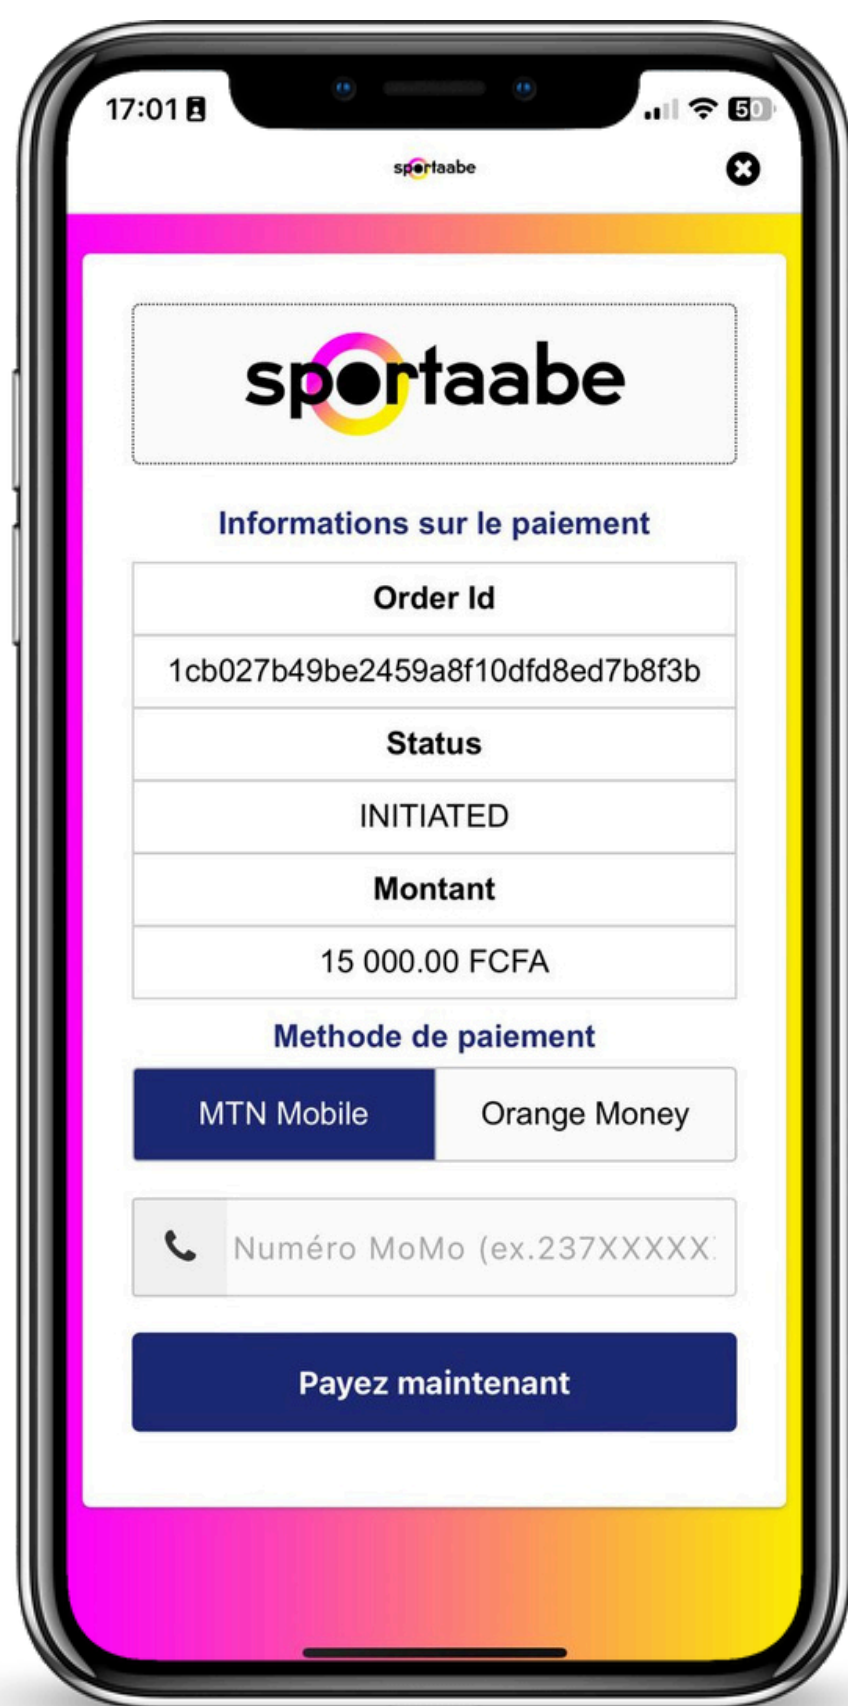 17:01
50
sportaabe
sportaabe
Informations sur le paiement
Order Id
1cb027b49be2459a8f10dfd8ed7b8f3b
Status
INITIATED
Montant
15 000.00 FCFA
Methode de paiement
MTN Mobile
Orange Money
Numéro MoMo (ex.237XXXXX
Payez maintenant